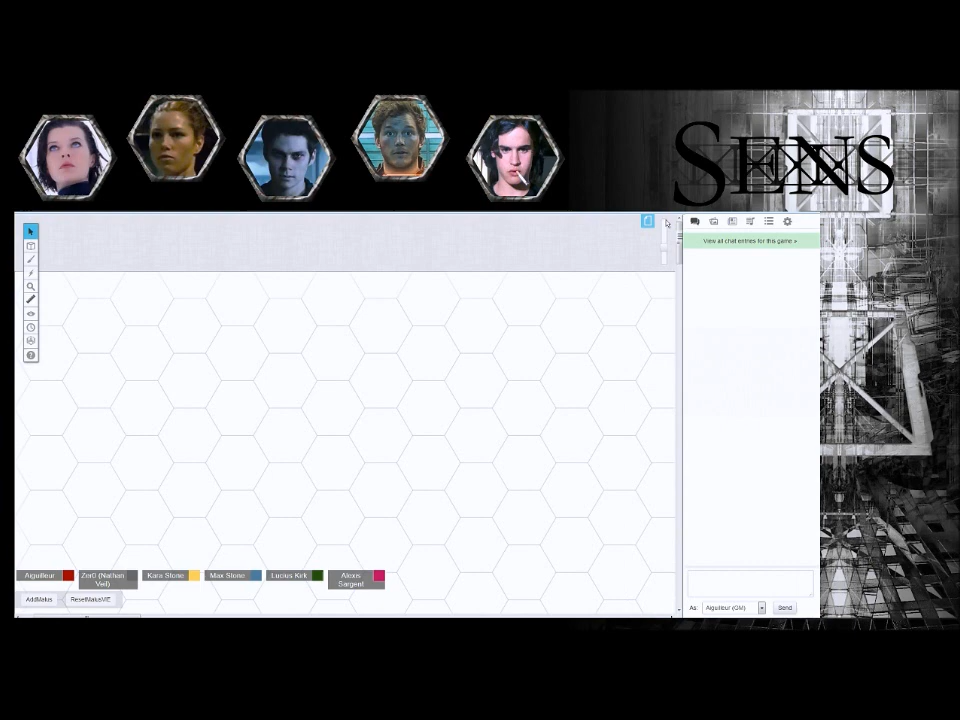 SENS
View all chat entries for this game »
Aiguilleur
Zer0 (Nathan
Veil)
Kara Stone
Max Stone
Lucius Kirk
Alexis
Sargent
AddMalus
ResetMalusVIE
As:
Aiguilleur (GM)
Send